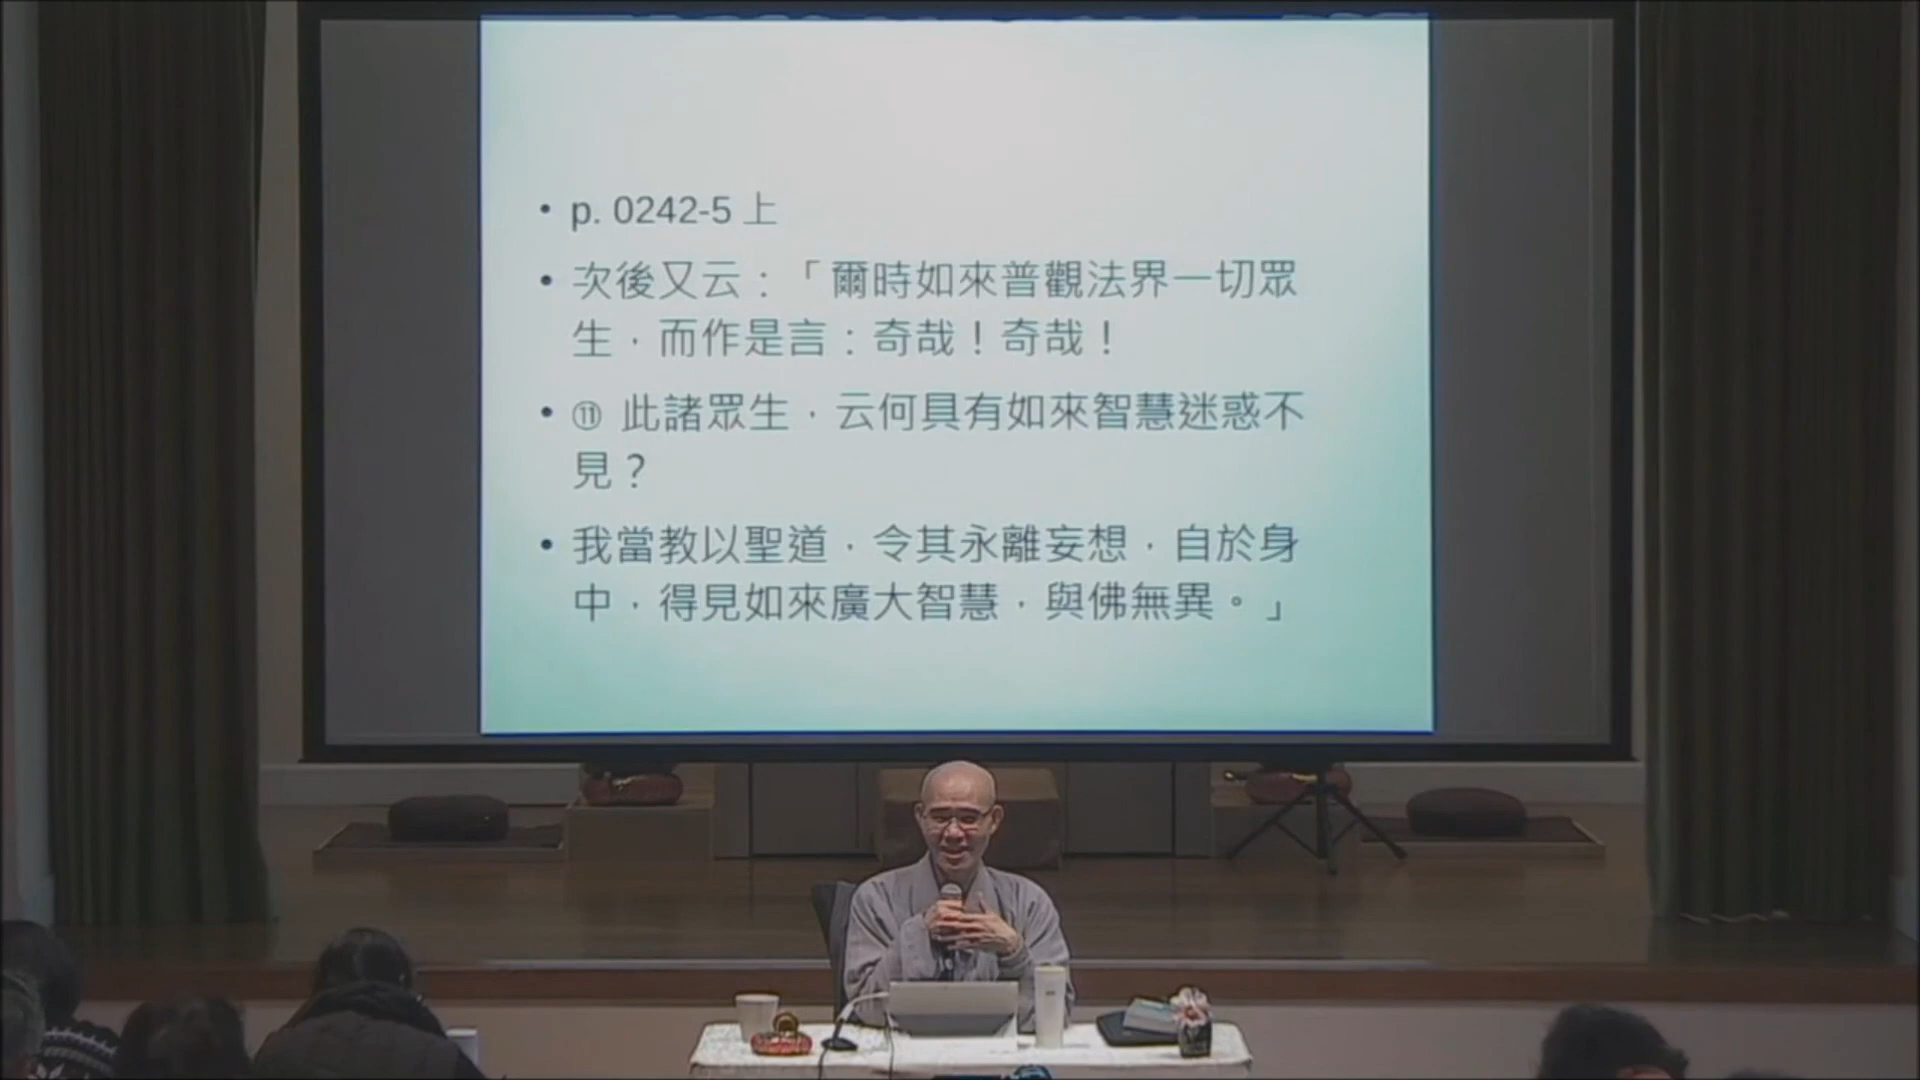 • p. 0242-5 上
• 次後又云：「爾時如來普觀法界一切眾
生，而作是言：奇哉！奇哉！
• ⑪ 此諸眾生，云何具有如來智慧迷惑不
見？
• 我當教以聖道，令其永離妄想，自於身
中，得見如來廣大智慧，與佛無異。」